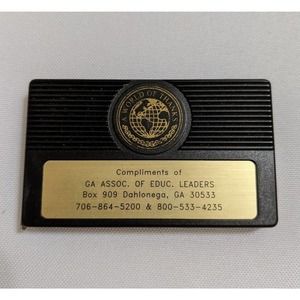 A WORLD OF THANKS
Compliments of
GA ASSOC. OF EDUC. LEADERS
Box 909 Dahlonega, GA 30533
706-864-5200 & 800-533-4235